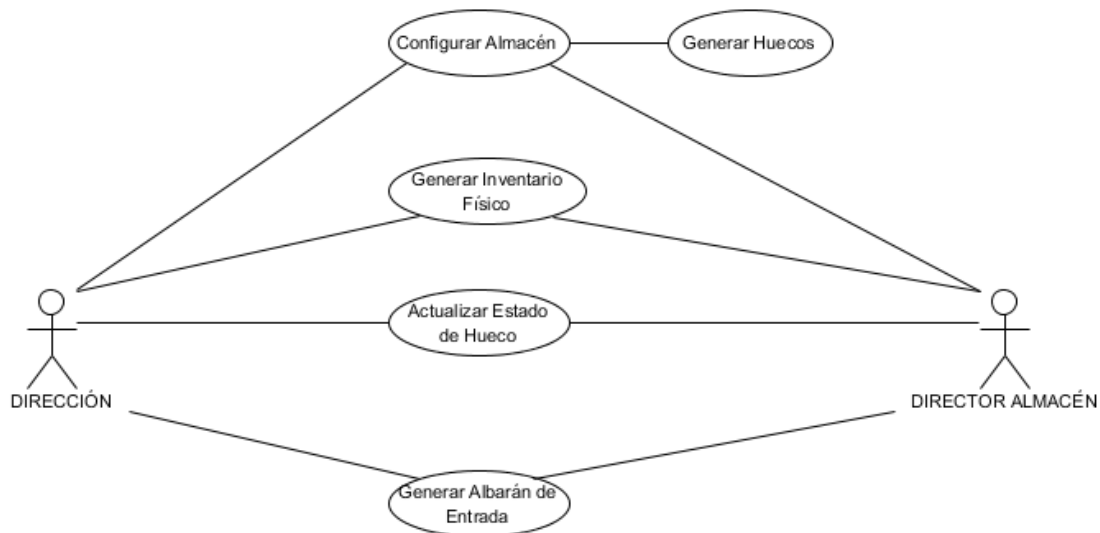 Configurar Almacén
Generar Huecos
Generar Inventario
Físico
Actualizar Estado
de Hueco
DIRECCIÓN
DIRECTOR ALMACÉN
Generar Albarán de
Entrada